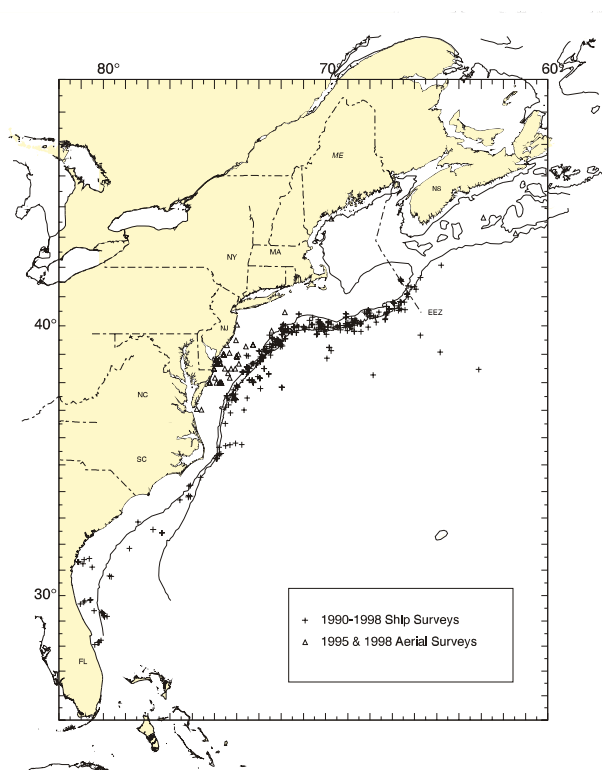 80° 70° 60°
ME
NS
NY MA
EEZ
40° NJ
NC
SC
30°
+ 1990-1998 Ship Surveys
△ 1995 & 1998 Aerial Surveys
FL